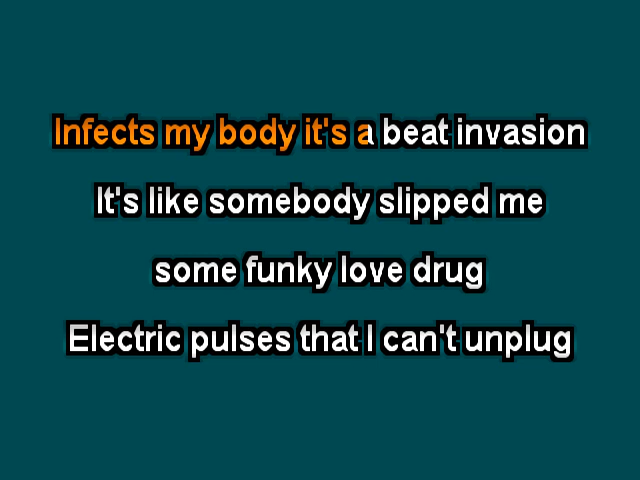 Infects my body it's a beat invasion
It's like somebody slipped me
some funky love drug
Electric pulses that I can't unplug